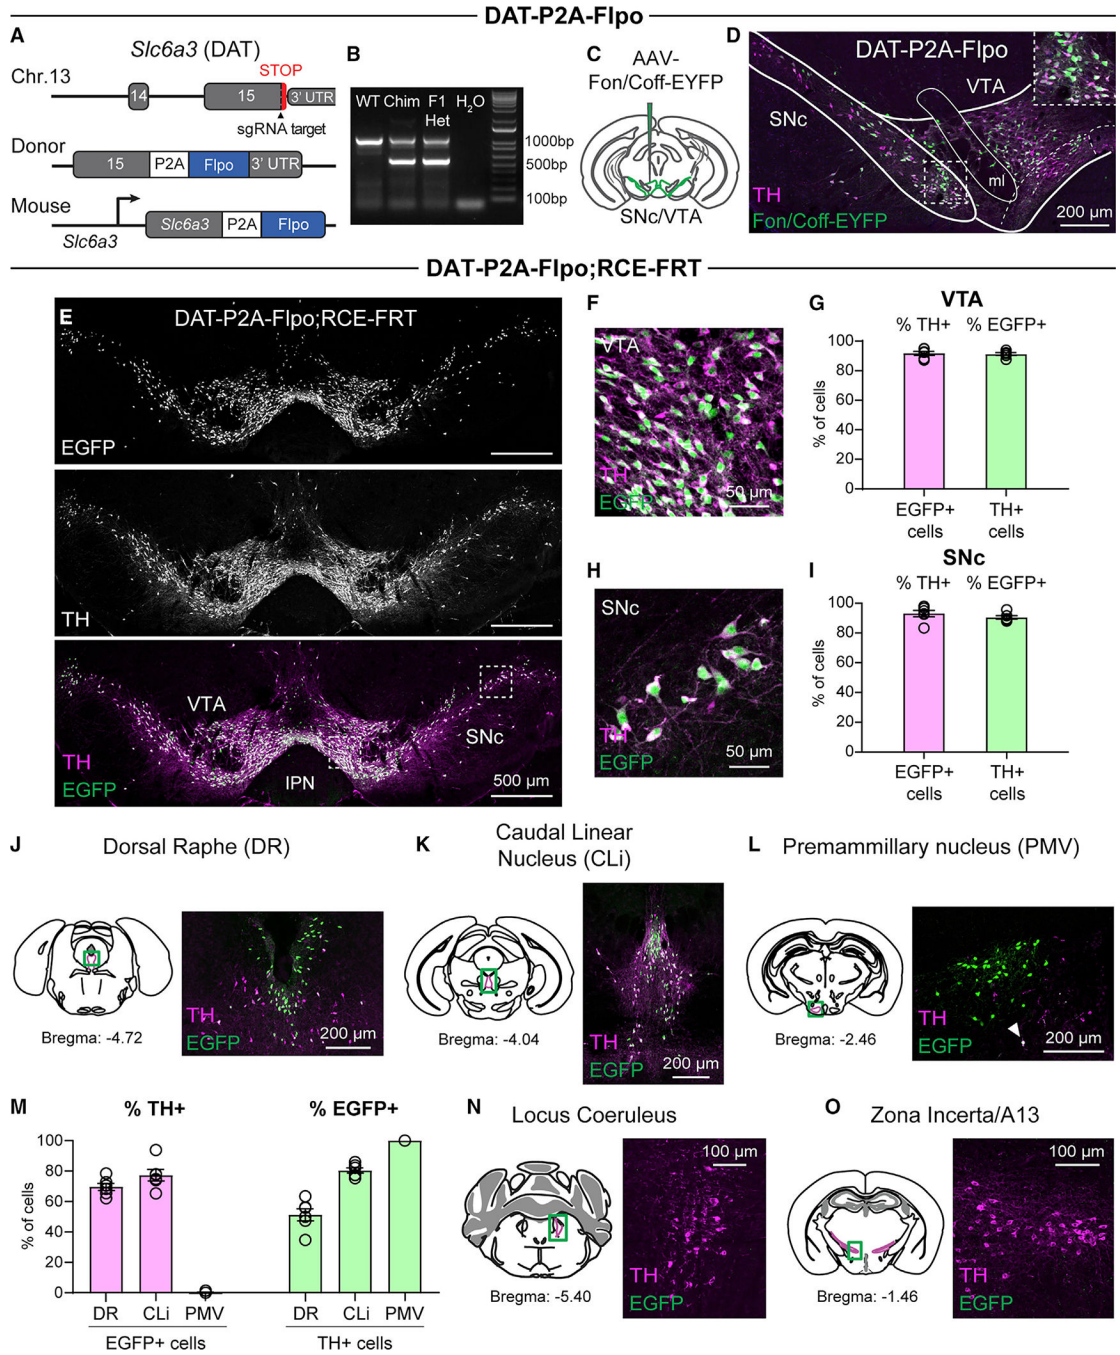 DAT-P2A-Flpo
A
Slc6a3 (DAT)
Chr.13
STOP
14
15
3' UTR
sgRNA target
Donor
15
P2A
Flpo
3' UTR
Mouse
Slc6a3
Slc6a3
P2A
Flpo
B
WT
Chim
F1
Het
H2O
1000bp
500bp
100bp
C
AAV-
Fon/Coff-EYFP
SNc/VTA
D
DAT-P2A-Flpo
VTA
SNc
ml
TH
Fon/Coff-EYFP
200 µm
DAT-P2A-Flpo;RCE-FRT
E
DAT-P2A-Flpo;RCE-FRT
EGFP
TH
VTA
SNc
TH
EGFP
IPN
500 µm
F
VTA
TH
EGFP
50 µm
G
VTA
% TH+
% EGFP+
100
80
60
40
20
0
% of cells
EGFP+
cells
TH+
cells
H
SNc
TH
EGFP
50 µm
I
SNc
% TH+
% EGFP+
100
80
60
40
20
0
% of cells
EGFP+
cells
TH+
cells
J
Dorsal Raphe (DR)
Bregma: -4.72
TH
EGFP
200 µm
K
Caudal Linear
Nucleus (CLi)
Bregma: -4.04
TH
EGFP
200 µm
L
Premammillary nucleus (PMV)
Bregma: -2.46
TH
EGFP
200 µm
M
% TH+
% EGFP+
100
80
60
40
20
0
% of cells
DR
CLi
PMV
EGFP+ cells
DR
CLi
PMV
TH+ cells
N
Locus Coeruleus
Bregma: -5.40
100 µm
TH
EGFP
O
Zona Incerta/A13
Bregma: -1.46
100 µm
TH
EGFP